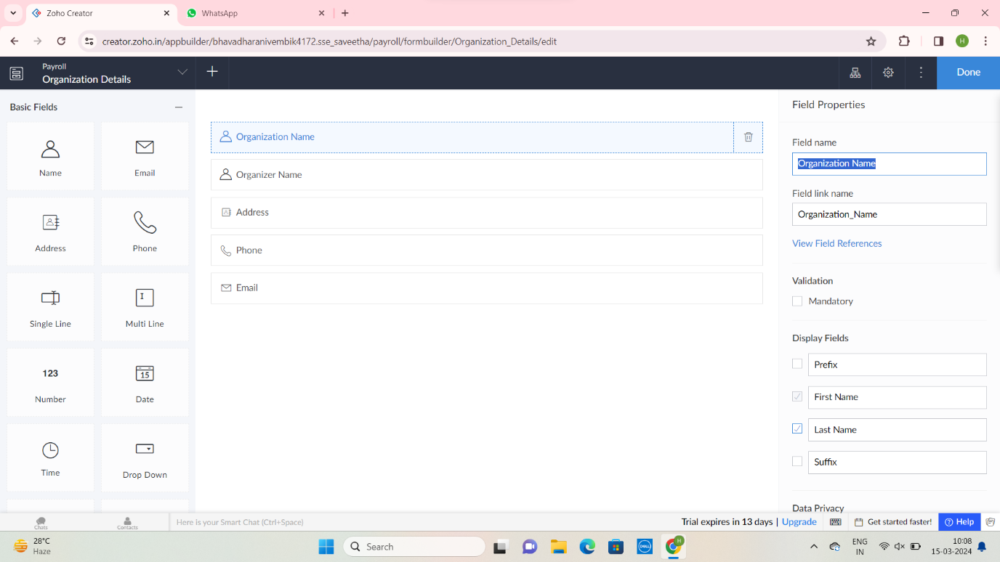 Zoho Creator
WhatsApp
creator.zoho.in/appbuilder/bhavadharanivembik4172.sse_saveetha/payroll/formbuilder/Organization_Details/edit
H
Payroll
Organization Details
Done
Basic Fields
Name
Email
Address
Phone
Single Line
Multi Line
123
Number
15
Date
Time
Drop Down
Organization Name
Organizer Name
Address
Phone
Email
Field Properties
Field name
Organization Name
Field link name
Organization_Name
View Field References
Validation
Mandatory
Display Fields
Prefix
First Name
Last Name
Suffix
Data Privacy
Chats
Contacts
Here is your Smart Chat (Ctrl+Space)
Trial expires in 13 days | Upgrade
Get started faster!
Help
28°C
Haze
Search
DELL
H
ENG
IN
10:08
15-03-2024